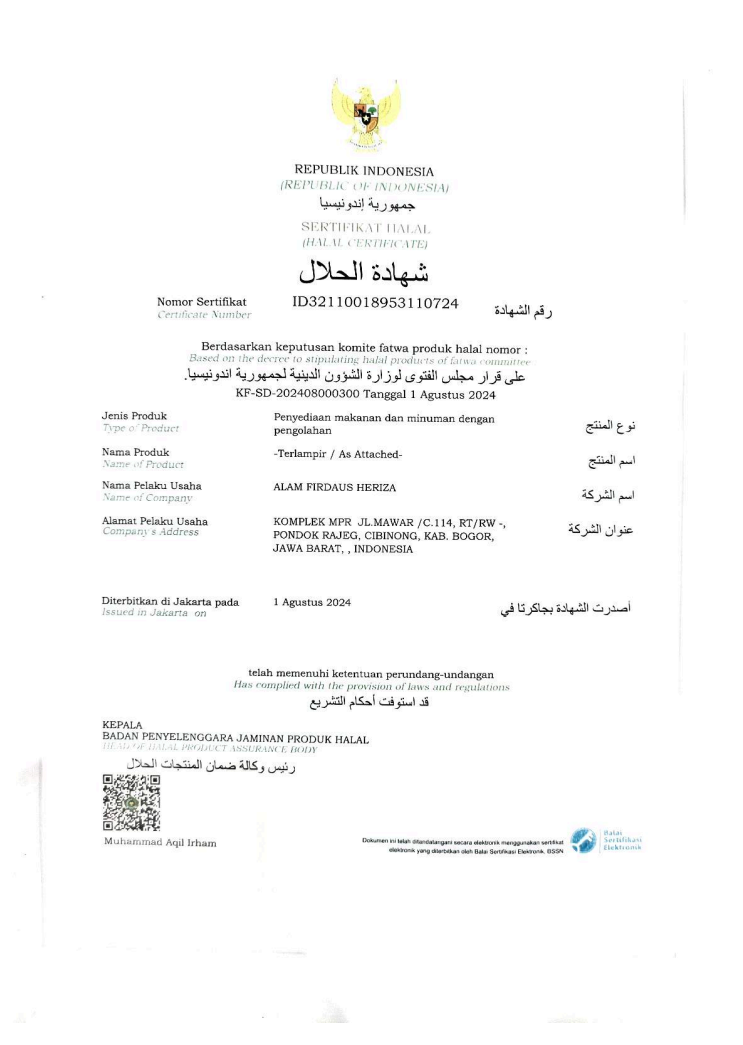 REPUBLIK INDONESIA
(REPUBLIC OF INDONESIA)
جمهورية إندونيسيا
SERTIFIKAT HALAL
(HALAL CERTIFICATE)
شهادة الحلال
Nomor Sertifikat ID32110018953110724 رقم الشهادة
Certificate Number
Berdasarkan keputusan komite fatwa produk halal nomor :
Based on the decree to stipulating halal products of fatwa committee :
على قرار مجلس الفتوى لوزارة الشؤون الدينية لجمهورية اندونيسيا.
KF-SD-202408000300 Tanggal 1 Agustus 2024
Jenis Produk Penyediaan makanan dan minuman dengan نوع المنتج
Type of Product pengolahan
Nama Produk -Terlampir / As Attached- اسم المنتج
Name of Product
Nama Pelaku Usaha ALAM FIRDAUS HERIZA اسم الشركة
Name of Company
Alamat Pelaku Usaha KOMPLEK MPR JL.MAWAR /C.114, RT/RW -, عنوان الشركة
Company's Address PONDOK RAJEG, CIBINONG, KAB. BOGOR,
JAWA BARAT, , INDONESIA
Diterbitkan di Jakarta pada 1 Agustus 2024 أصدرت الشهادة بجاكرتا في
Issued in Jakarta on
telah memenuhi ketentuan perundang-undangan
Has complied with the provision of laws and regulations
قد استوفت أحكام التشريع
KEPALA
BADAN PENYELENGGARA JAMINAN PRODUK HALAL
HEAD OF HALAL PRODUCT ASSURANCE BODY
رئيس وكالة ضمان المنتجات الحلال
Muhammad Aqil Irham
Dokumen ini telah ditandatangani secara elektronik menggunakan sertifikat
elektronik yang diterbitkan oleh Balai Sertifikasi Elektronik, BSSN
Balai
Sertifikasi
Elektronik